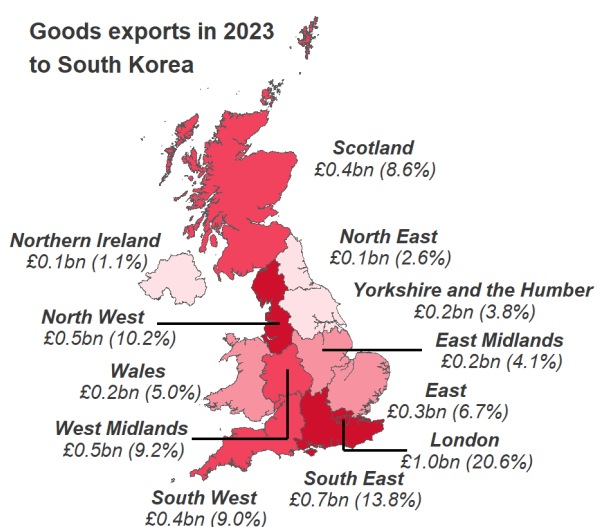 Goods exports in 2023
to South Korea
Scotland
£0.4bn (8.6%)
Northern Ireland
£0.1bn (1.1%)
North East
£0.1bn (2.6%)
Yorkshire and the Humber
£0.2bn (3.8%)
North West
£0.5bn (10.2%)
East Midlands
£0.2bn (4.1%)
Wales
£0.2bn (5.0%)
East
£0.3bn (6.7%)
West Midlands
£0.5bn (9.2%)
London
£1.0bn (20.6%)
South East
£0.7bn (13.8%)
South West
£0.4bn (9.0%)